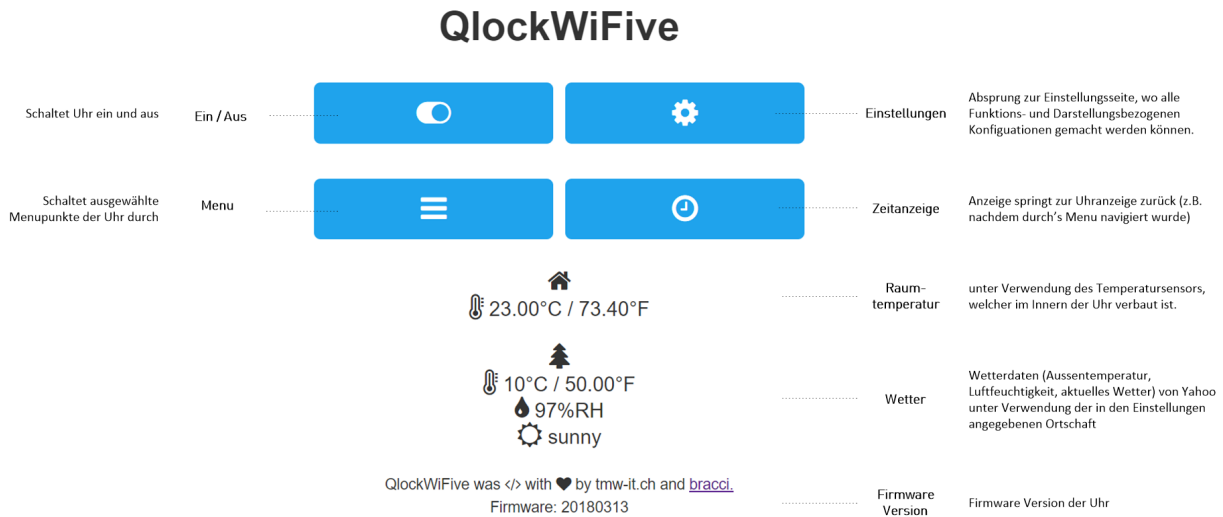 QlockWiFive
Schaltet Uhr ein und aus
Ein / Aus
Einstellungen
Absprung zur Einstellungsseite, wo alle
Funktions- und Darstellungsbezogenen
Konfiguationen gemacht werden können.
Schaltet ausgewählte
Menupunkte der Uhr durch
Menu
Zeitanzeige
Anzeige springt zur Uhranzeige zurück (z.B.
nachdem durch's Menu navigiert wurde)
23.00°C / 73.40°F
Raum-
temperatur
unter Verwendung des Temperatursensors,
welcher im Innern der Uhr verbaut ist.
10°C / 50.00°F
97%RH
sunny
Wetter
Wetterdaten (Aussentemperatur,
Luftfeuchtigkeit, aktuelles Wetter) von Yahoo
unter Verwendung der in den Einstellungen
angegebenen Ortschaft
QlockWiFive was </> with ♥ by tmw-it.ch and bracci.
Firmware: 20180313
Firmware
Version
Firmware Version der Uhr